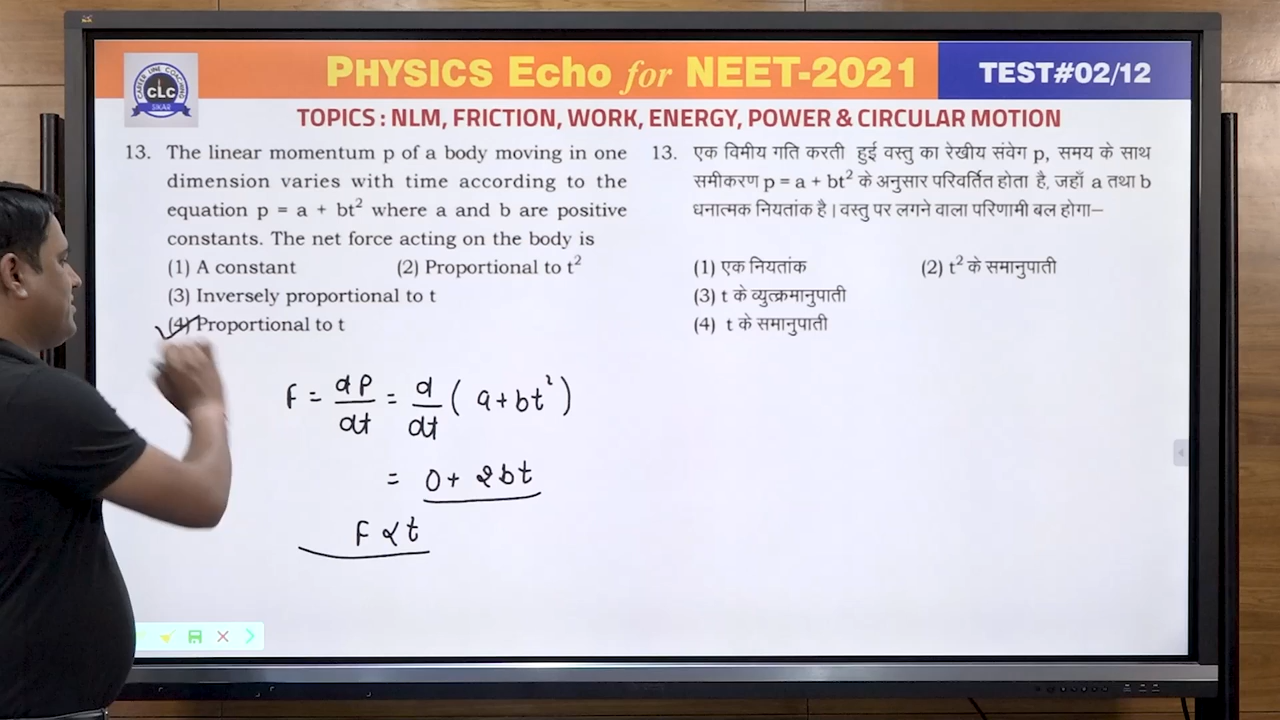 PHYSICS Echo for NEET-2021
TEST#02/12
CAREER LINE COACHING
CLC
SIKAR
TOPICS : NLM, FRICTION, WORK, ENERGY, POWER & CIRCULAR MOTION
13. The linear momentum p of a body moving in one
dimension varies with time according to the
equation p = a + bt² where a and b are positive
constants. The net force acting on the body is
(1) A constant (2) Proportional to t²
(3) Inversely proportional to t
(4) Proportional to t
F = dP/dt = d/dt ( a+bt² )
= 0+ 2bt
F ∝ t
13. एक विमीय गति करती हुई वस्तु का रेखीय संवेग p, समय के साथ
समीकरण p = a + bt² के अनुसार परिवर्तित होता है, जहाँ a तथा b
धनात्मक नियतांक है। वस्तु पर लगने वाला परिणामी बल होगा–
(1) एक नियतांक (2) t² के समानुपाती
(3) t के व्युत्क्रमानुपाती
(4) t के समानुपाती